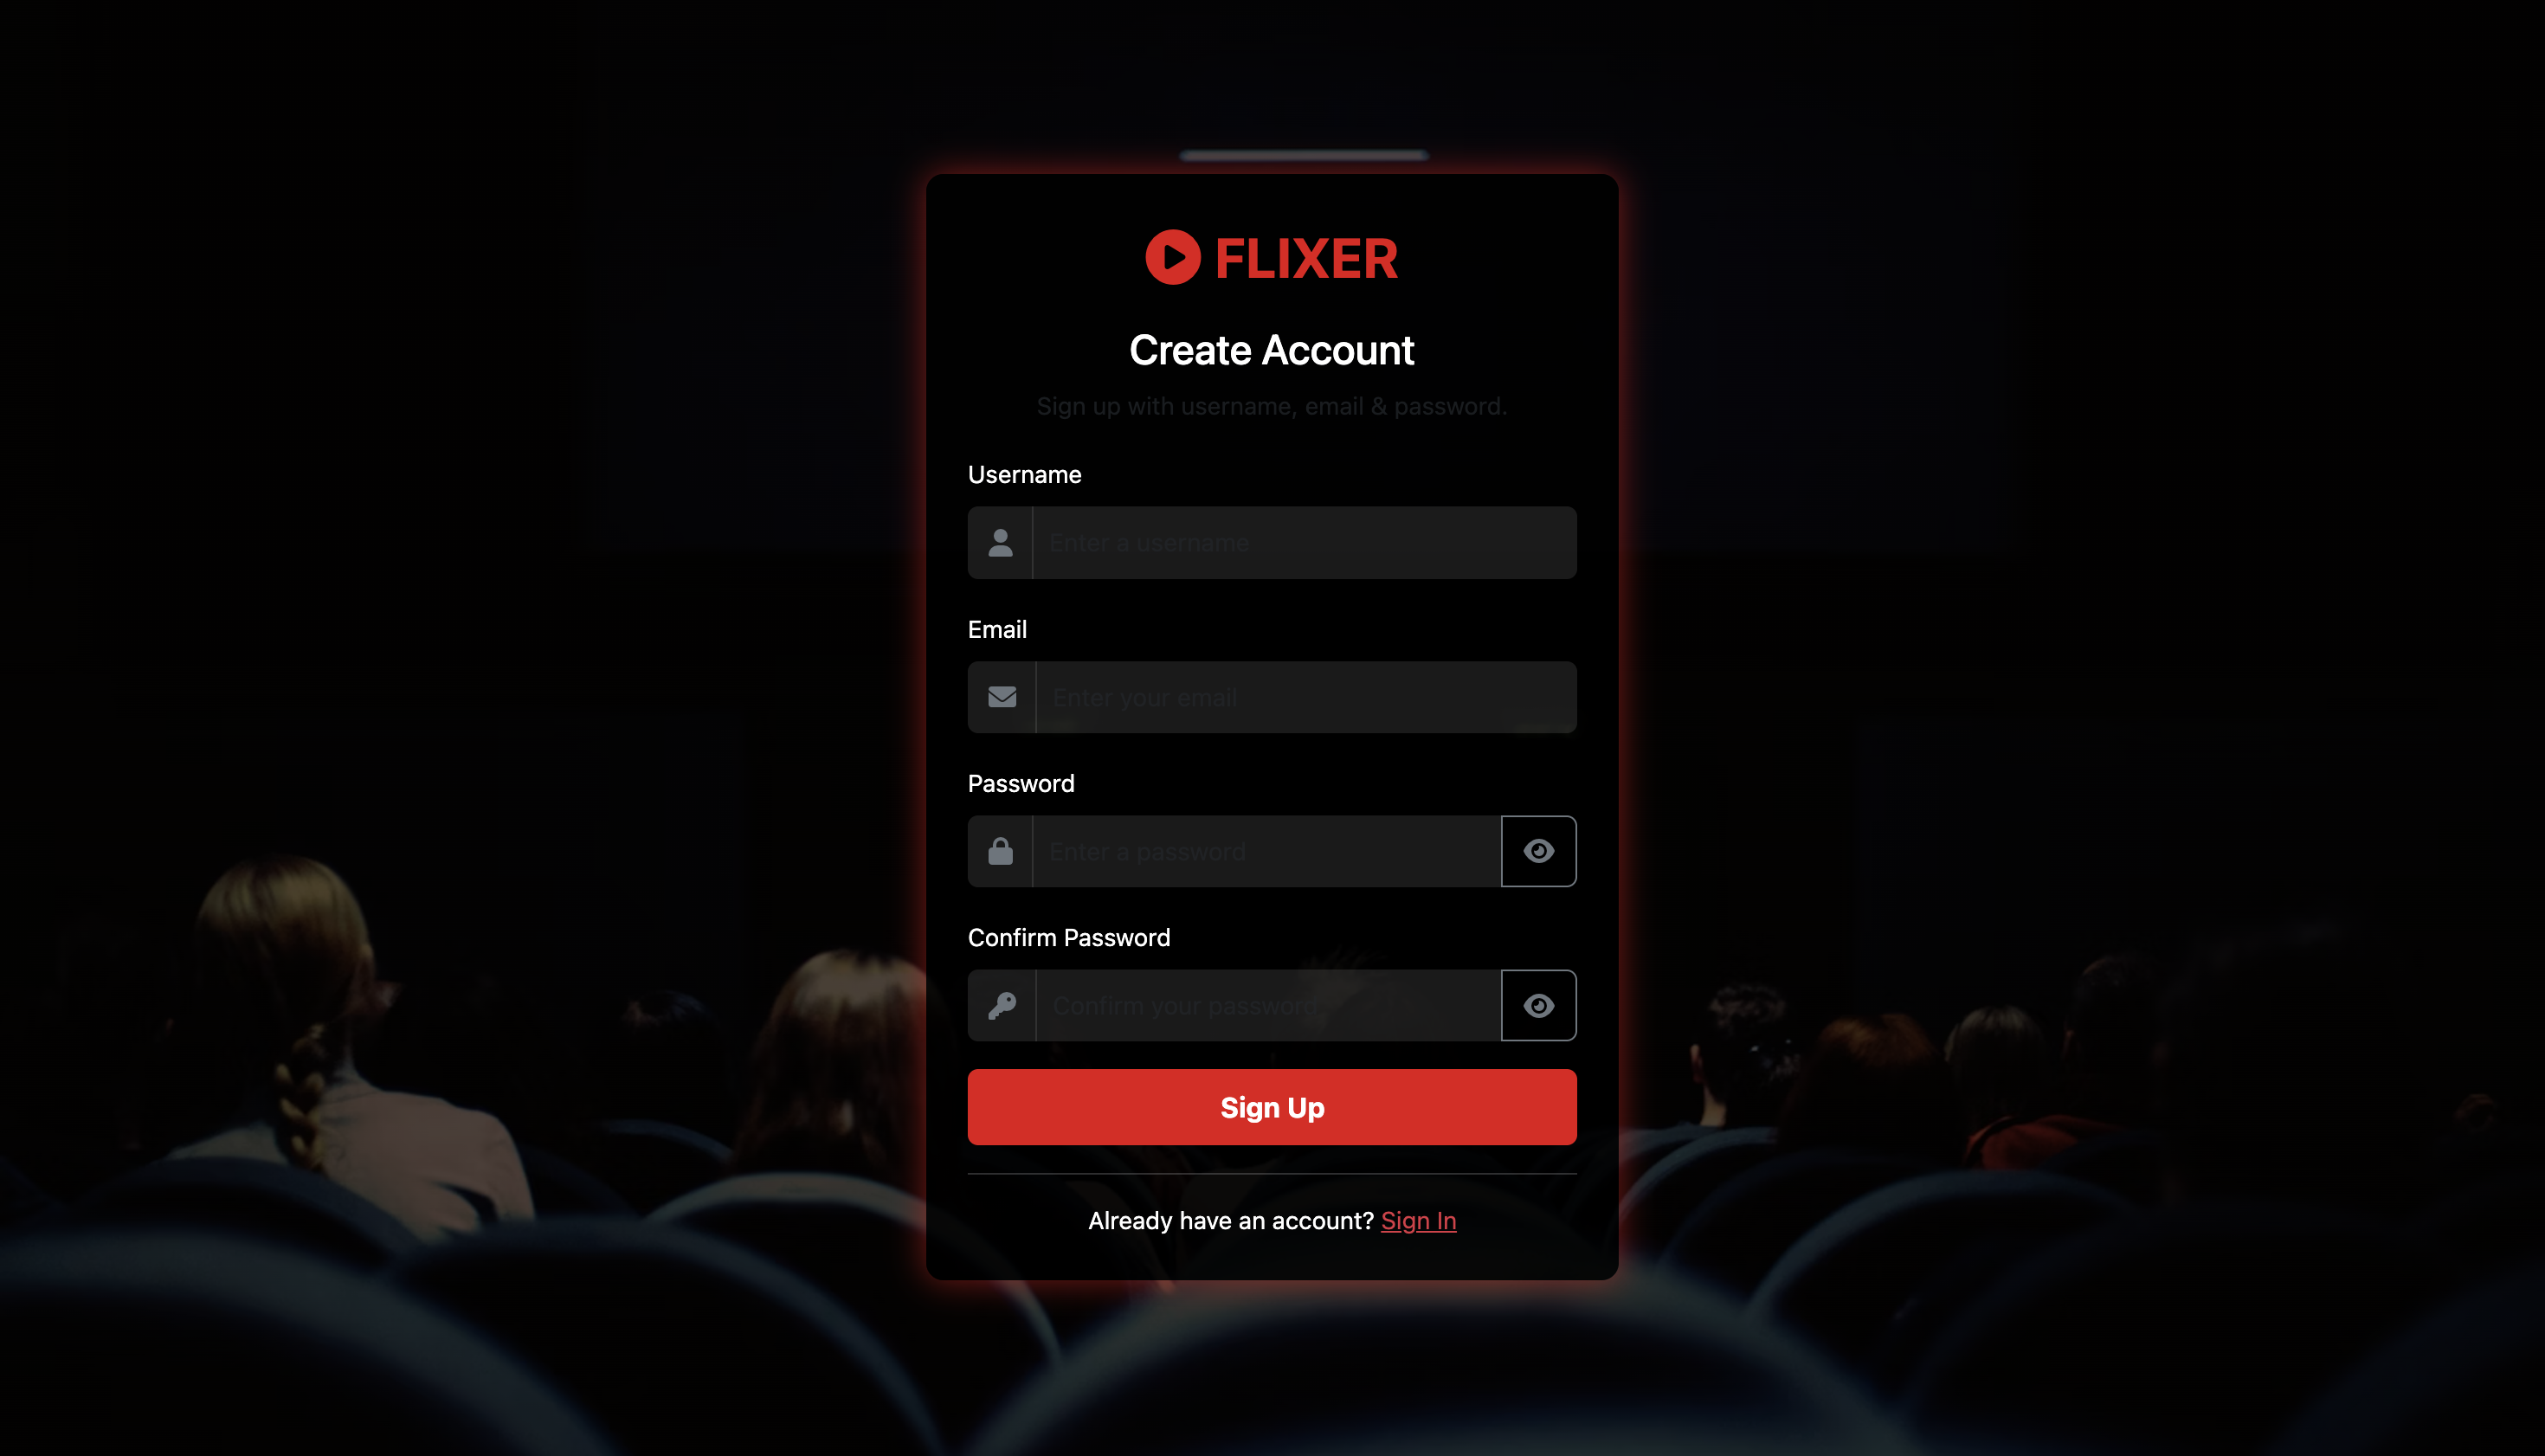 FLIXER
Create Account
Sign up with username, email & password.
Username
Enter a username
Email
Enter your email
Password
Enter a password
Confirm Password
Confirm your password
Sign Up
Already have an account? Sign In